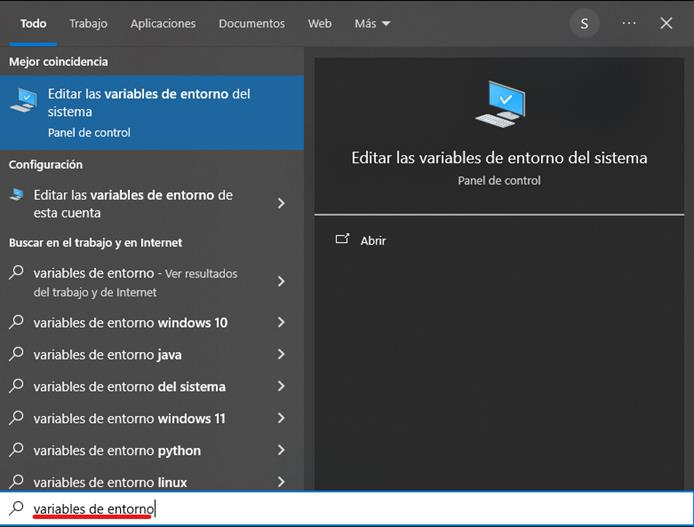 Todo Trabajo Aplicaciones Documentos Web Más S ...
Mejor coincidencia
Editar las variables de entorno del
sistema
Panel de control
Configuración
Editar las variables de entorno de
esta cuenta
Buscar en el trabajo y en Internet
variables de entorno - Ver resultados
del trabajo y de Internet
variables de entorno windows 10
variables de entorno java
variables de entorno del sistema
variables de entorno windows 11
variables de entorno python
variables de entorno linux
Editar las variables de entorno del sistema
Panel de control
Abrir
variables de entorno